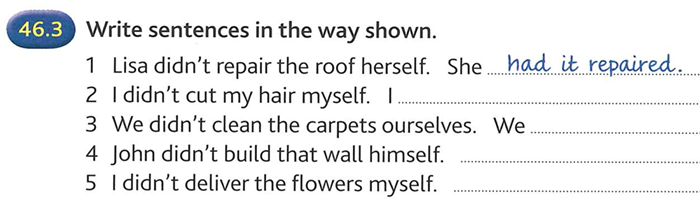 46.3 Write sentences in the way shown.
1 Lisa didn't repair the roof herself. She had it repaired.
2 I didn't cut my hair myself. I
3 We didn't clean the carpets ourselves. We
4 John didn't build that wall himself.
5 I didn't deliver the flowers myself.